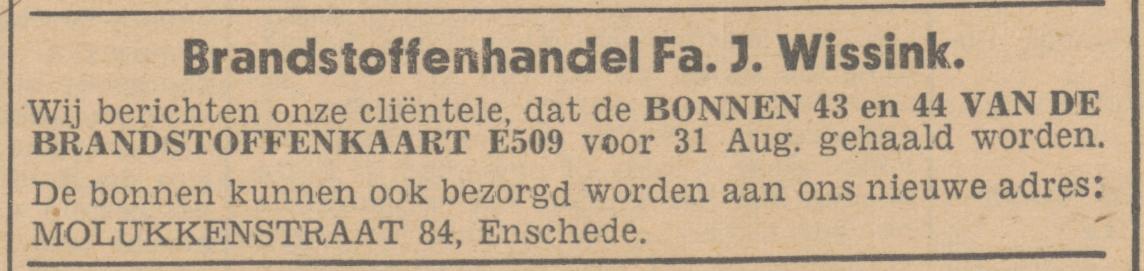 Brandstoffenhandel Fa. J. Wissink.
Wij berichten onze cliëntele, dat de BONNEN 43 en 44 VAN DE
BRANDSTOFFENKAART E509 voor 31 Aug. gehaald worden.
De bonnen kunnen ook bezorgd worden aan ons nieuwe adres:
MOLUKKENSTRAAT 84, Enschede.